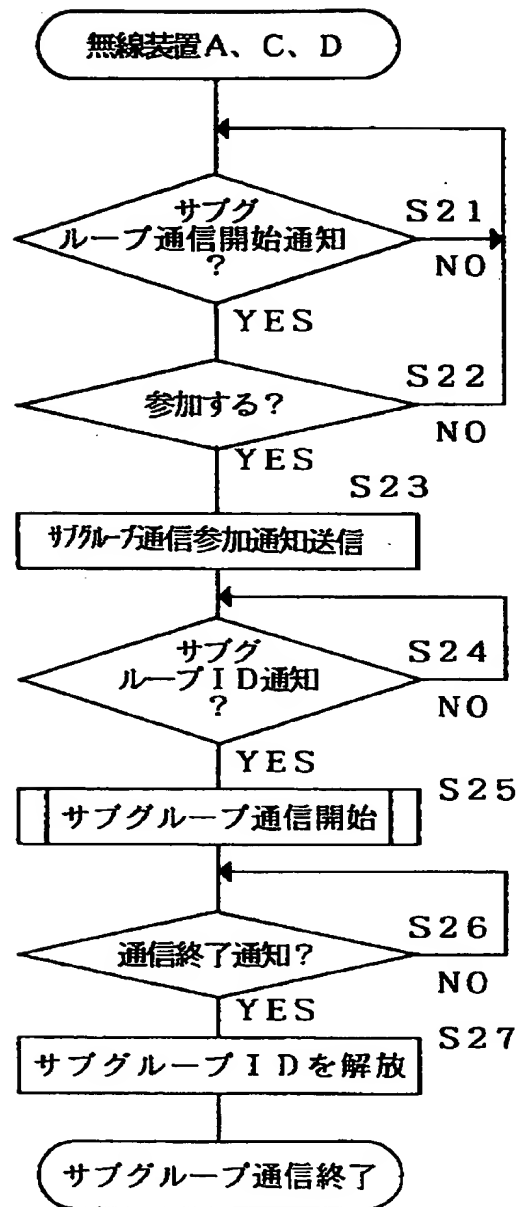 無線装置A、C、D
サブグ
ループ通信開始通知
?
S21
NO
YES
参加する?
S22
NO
YES
S23
サブグループ通信参加通知送信
サブグ
ループID通知
?
S24
NO
YES
S25
サブグループ通信開始
通信終了通知?
S26
NO
YES
S27
サブグループIDを解放
サブグループ通信終了